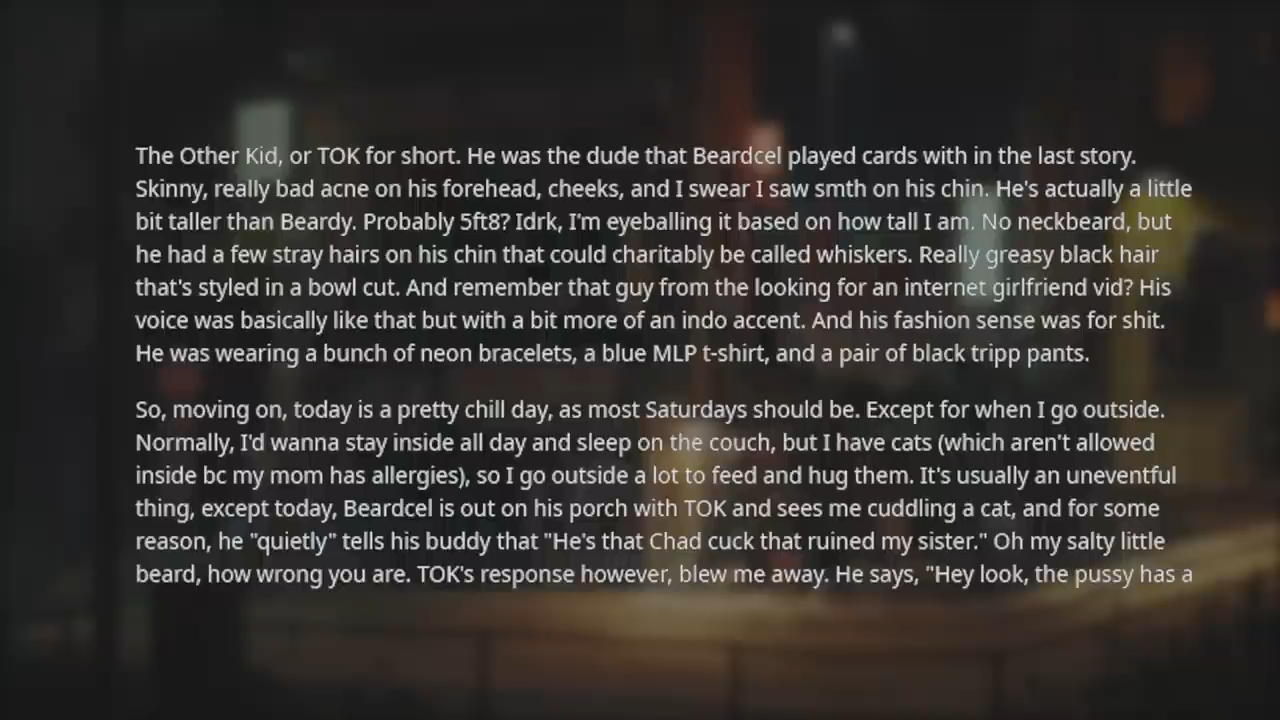 The Other Kid, or TOK for short. He was the dude that Beardcel played cards with in the last story.
Skinny, really bad acne on his forehead, cheeks, and I swear I saw smth on his chin. He's actually a little
bit taller than Beardy. Probably 5ft8? Idrk, I'm eyeballing it based on how tall I am. No neckbeard, but
he had a few stray hairs on his chin that could charitably be called whiskers. Really greasy black hair
that's styled in a bowl cut. And remember that guy from the looking for an internet girlfriend vid? His
voice was basically like that but with a bit more of an indo accent. And his fashion sense was for shit.
He was wearing a bunch of neon bracelets, a blue MLP t-shirt, and a pair of black tripp pants.
So, moving on, today is a pretty chill day, as most Saturdays should be. Except for when I go outside.
Normally, I'd wanna stay inside all day and sleep on the couch, but I have cats (which aren't allowed
inside bc my mom has allergies), so I go outside a lot to feed and hug them. It's usually an uneventful
thing, except today, Beardcel is out on his porch with TOK and sees me cuddling a cat, and for some
reason, he "quietly" tells his buddy that "He's that Chad cuck that ruined my sister." Oh my salty little
beard, how wrong you are. TOK's response however, blew me away. He says, "Hey look, the pussy has a